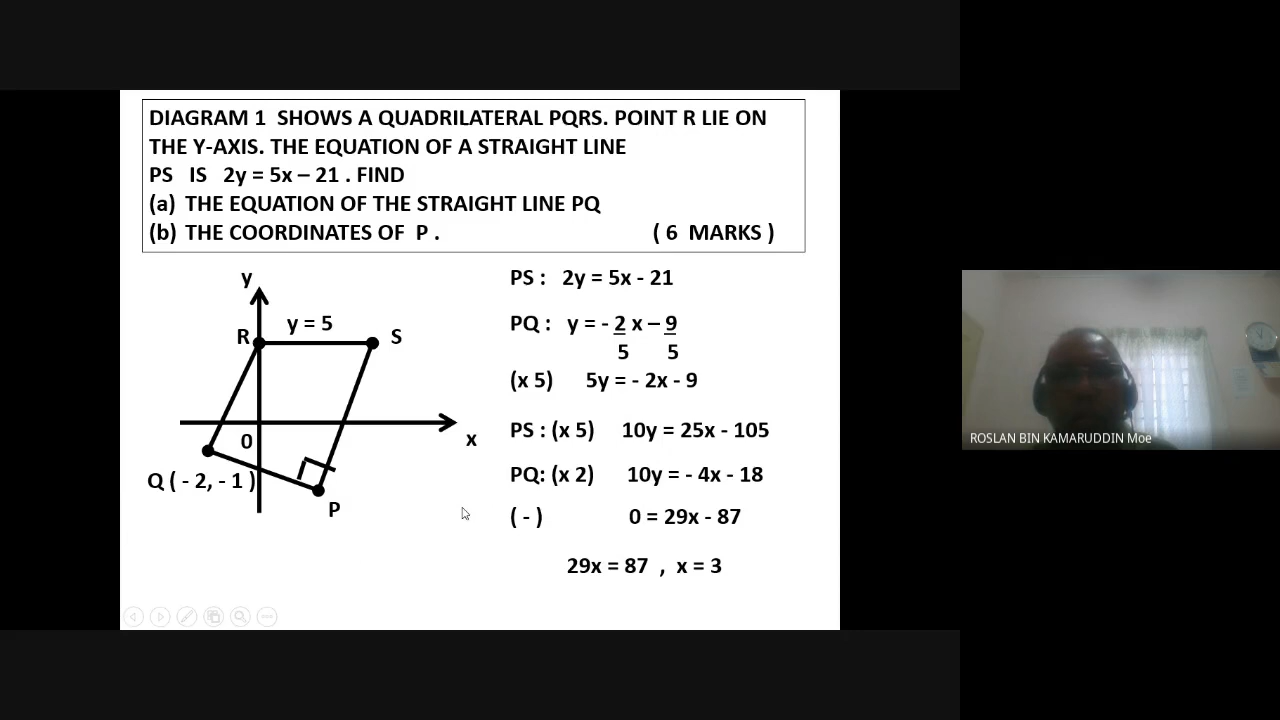 DIAGRAM 1 SHOWS A QUADRILATERAL PQRS. POINT R LIE ON
THE Y-AXIS. THE EQUATION OF A STRAIGHT LINE
PS IS 2y = 5x – 21 . FIND
(a) THE EQUATION OF THE STRAIGHT LINE PQ
(b) THE COORDINATES OF P . ( 6 MARKS )
y
y = 5
R
S
0
x
Q ( - 2, - 1 )
P
PS : 2y = 5x - 21
PQ : y = - 2 x – 9
5 5
(x 5) 5y = - 2x - 9
PS : (x 5) 10y = 25x - 105
PQ: (x 2) 10y = - 4x - 18
( - ) 0 = 29x - 87
29x = 87 , x = 3
ROSLAN BIN KAMARUDDIN Moe